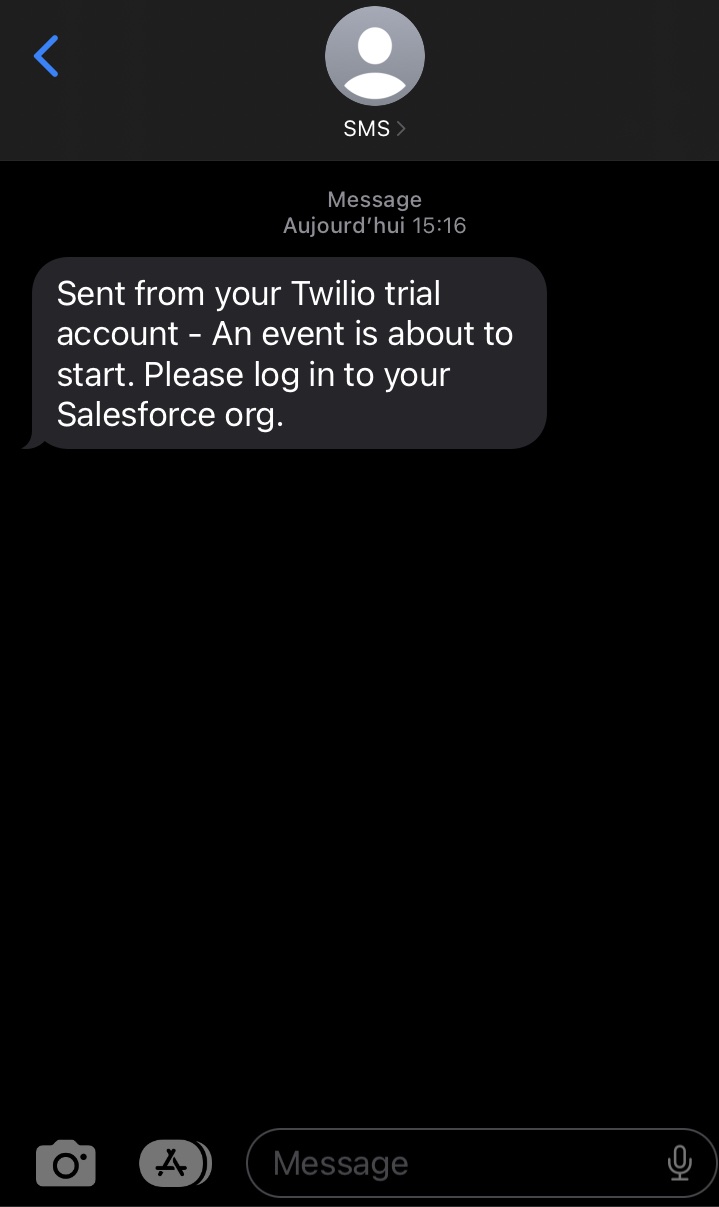 SMS
Message
Aujourd’hui 15:16
Sent from your Twilio trial
account - An event is about to
start. Please log in to your
Salesforce org.
Message